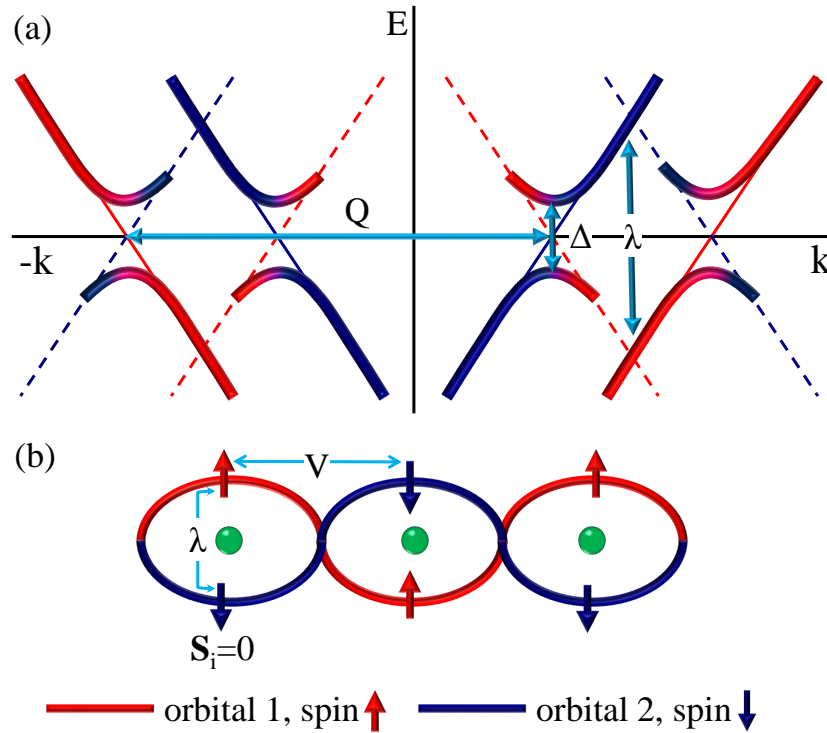 (a)
E
Q
Δ
λ
-k
k
(b)
V
λ
S_i=0
orbital 1, spin
orbital 2, spin